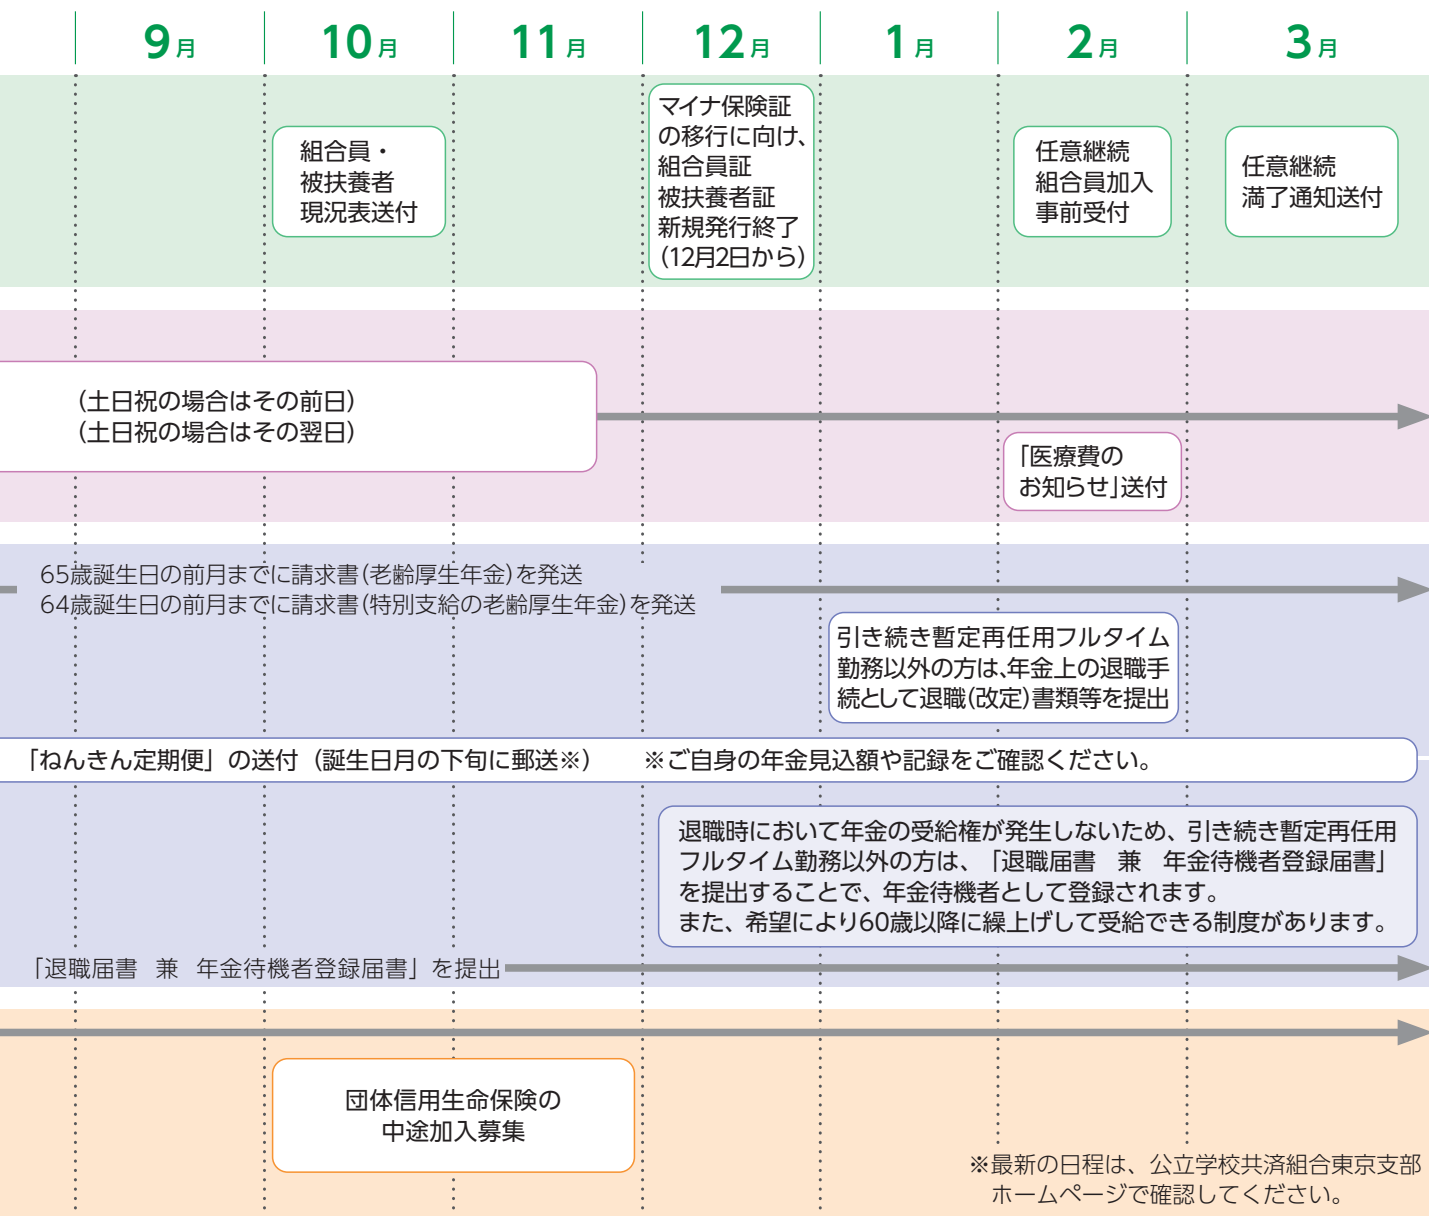 9月 10月 11月 12月 1月 2月 3月
組合員・
被扶養者
現況表送付
マイナ保険証
の移行に向け、
組合員証
被扶養者証
新規発行終了
(12月2日から)
任意継続
組合員加入
事前受付
任意継続
満了通知送付
(土日祝の場合はその前日)
(土日祝の場合はその翌日)
「医療費の
お知らせ」送付
65歳誕生日の前月までに請求書(老齢厚生年金)を発送
64歳誕生日の前月までに請求書(特別支給の老齢厚生年金)を発送
引き続き暫定再任用フルタイム
勤務以外の方は、年金上の退職手
続として退職(改定)書類等を提出
「ねんきん定期便」の送付（誕生日月の下旬に郵送※）　※ご自身の年金見込額や記録をご確認ください。
退職時において年金の受給権が発生しないため、引き続き暫定再任用
フルタイム勤務以外の方は、「退職届書　兼　年金待機者登録届書」
を提出することで、年金待機者として登録されます。
また、希望により60歳以降に繰上げして受給できる制度があります。
「退職届書　兼　年金待機者登録届書」を提出
団体信用生命保険の
中途加入募集
※最新の日程は、公立学校共済組合東京支部
ホームページで確認してください。